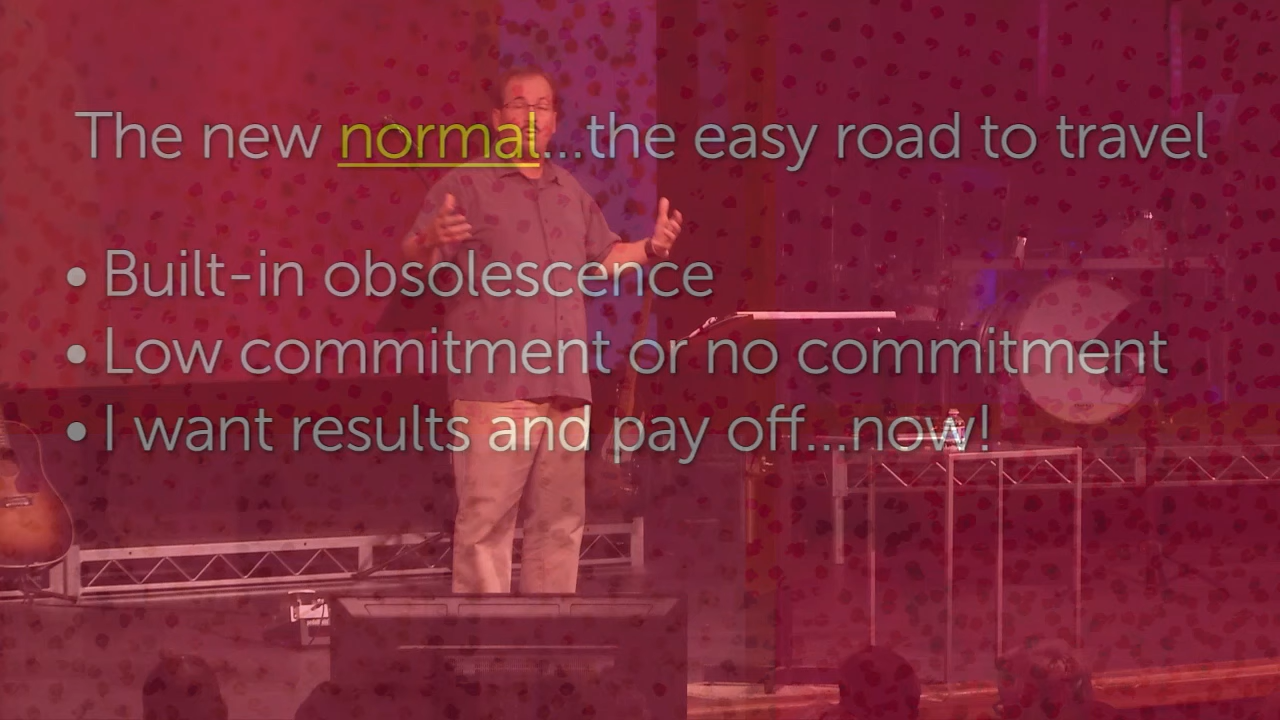 The new normal...the easy road to travel
• Built-in obsolescence
• Low commitment or no commitment
• I want results and pay off...now!